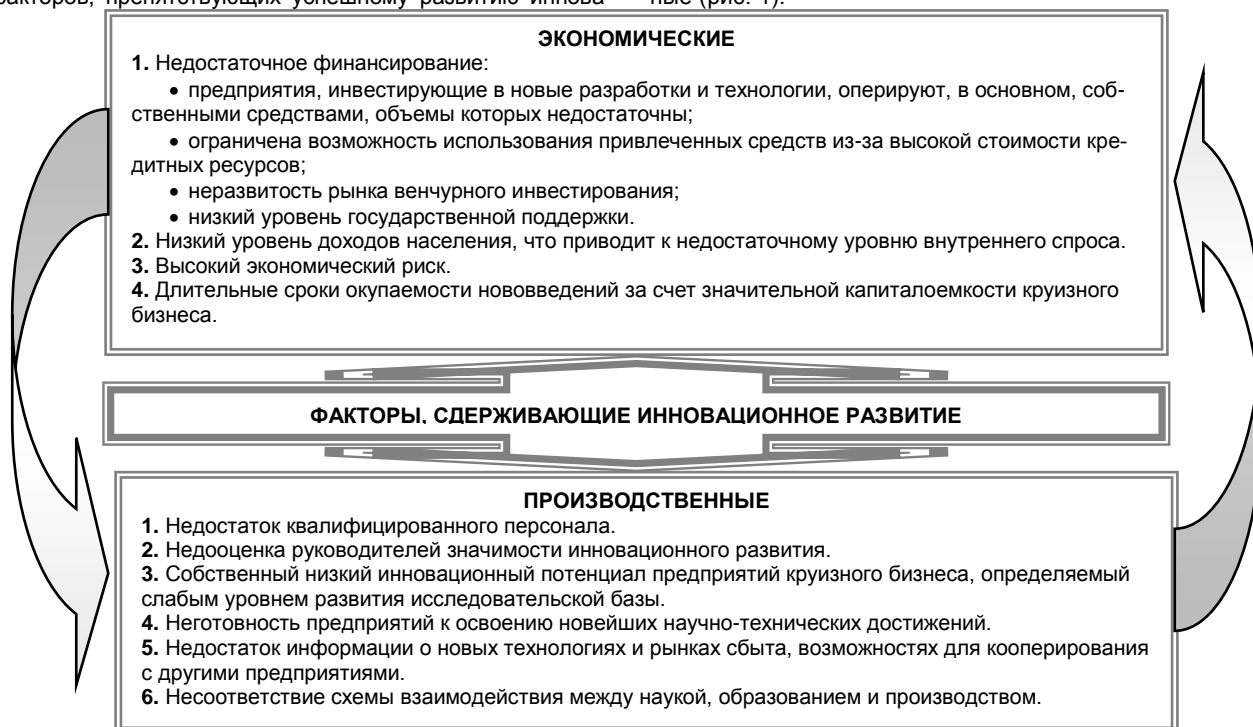 факторов, препятствующих успешному развитию иннова- ные (рис. 1).
ЭКОНОМИЧЕСКИЕ
1. Недостаточное финансирование:
• предприятия, инвестирующие в новые разработки и технологии, оперируют, в основном, соб-
ственными средствами, объемы которых недостаточны;
• ограничена возможность использования привлеченных средств из-за высокой стоимости кре-
дитных ресурсов;
• неразвитость рынка венчурного инвестирования;
• низкий уровень государственной поддержки.
2. Низкий уровень доходов населения, что приводит к недостаточному уровню внутреннего спроса.
3. Высокий экономический риск.
4. Длительные сроки окупаемости нововведений за счет значительной капиталоемкости круизного
бизнеса.
ФАКТОРЫ, СДЕРЖИВАЮЩИЕ ИННОВАЦИОННОЕ РАЗВИТИЕ
ПРОИЗВОДСТВЕННЫЕ
1. Недостаток квалифицированного персонала.
2. Недооценка руководителей значимости инновационного развития.
3. Собственный низкий инновационный потенциал предприятий круизного бизнеса, определяемый
слабым уровнем развития исследовательской базы.
4. Неготовность предприятий к освоению новейших научно-технических достижений.
5. Недостаток информации о новых технологиях и рынках сбыта, возможностях для кооперирования
с другими предприятиями.
6. Несоответствие схемы взаимодействия между наукой, образованием и производством.